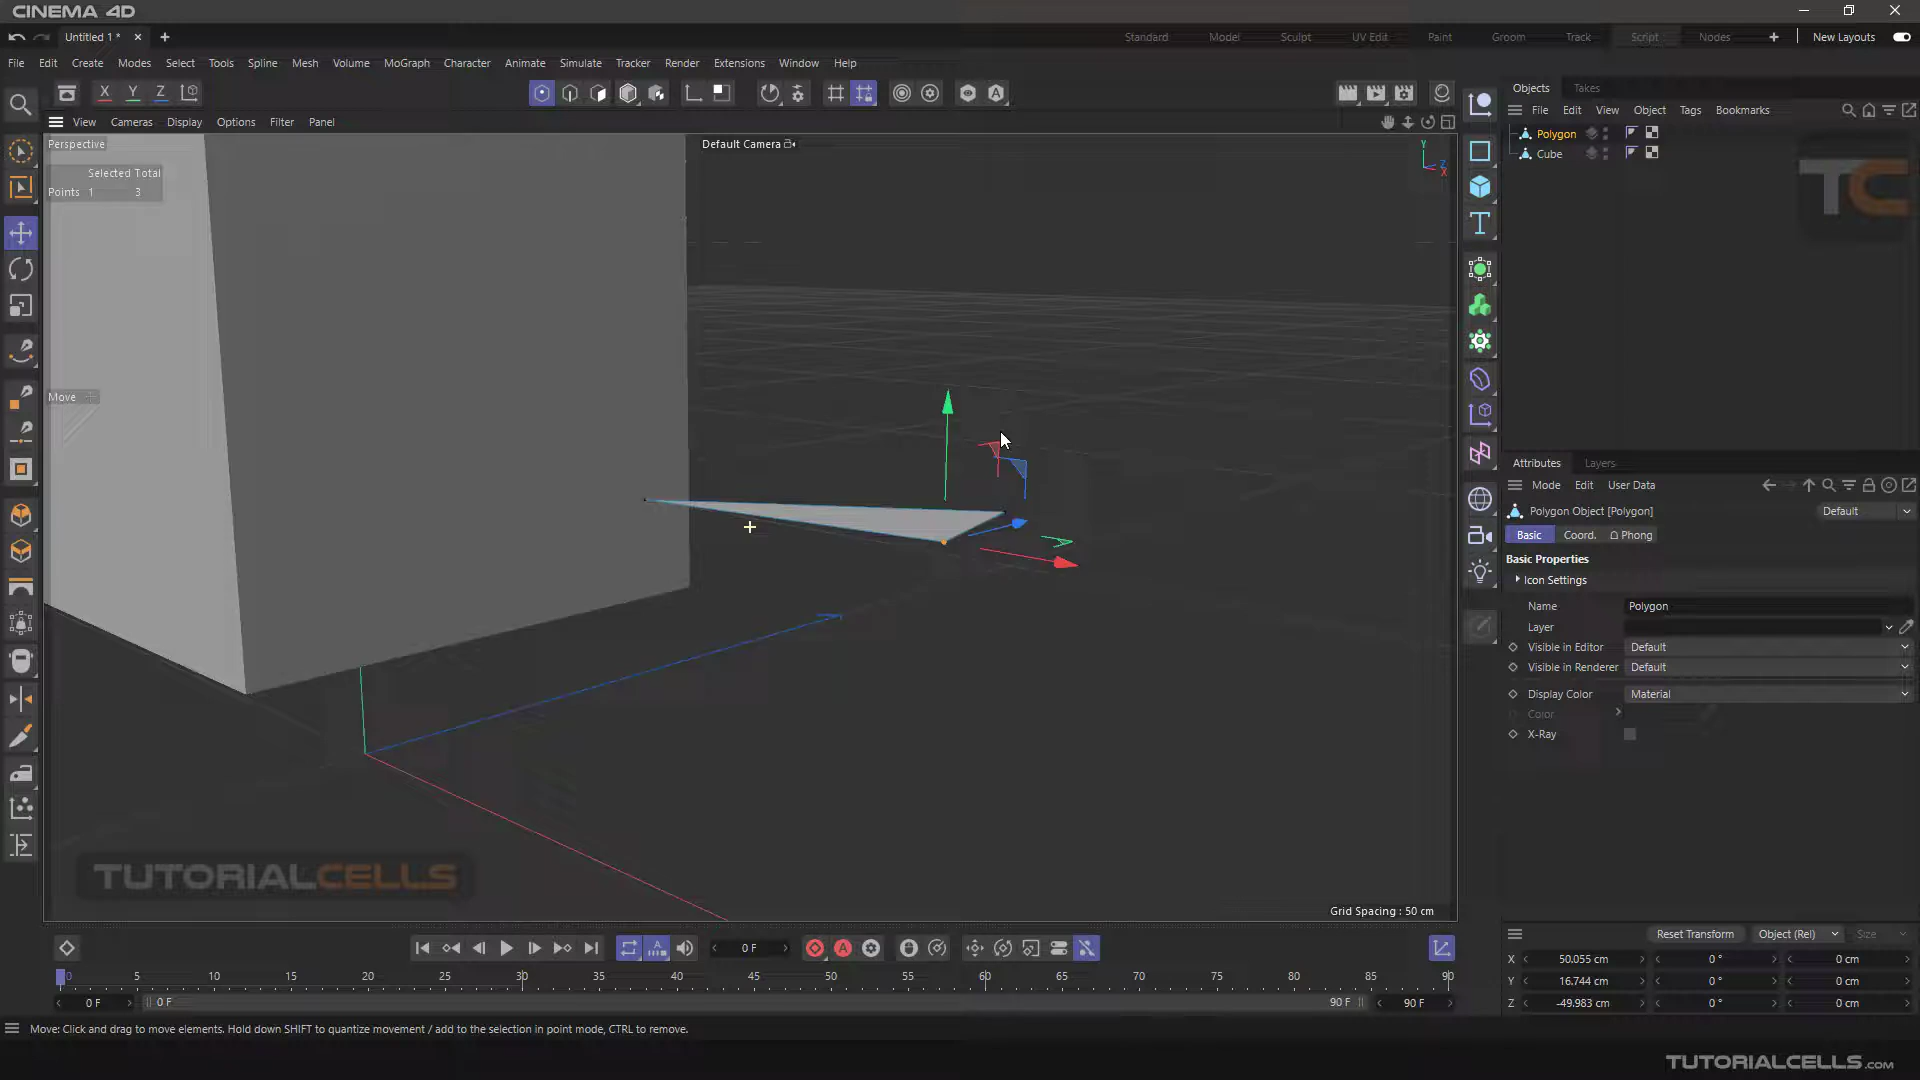 CINEMA 4D
Untitled 1 *
Standard Model Sculpt UV Edit Paint Groom Track Script Nodes New Layouts
File Edit Create Modes Select Tools Spline Mesh Volume MoGraph Character Animate Simulate Tracker Render Extensions Window Help
X Y Z
Objects Takes
File Edit View Object Tags Bookmarks
View Cameras Display Options Filter Panel
Polygon
Cube
Perspective
Default Camera
Y
Z
X
Selected Total
Points 1 3
TC
Move
Attributes Layers
Mode Edit User Data
Polygon Object [Polygon]
Default
Basic Coord. Phong
Basic Properties
Icon Settings
Name Polygon
Layer
Visible in Editor Default
Visible in Renderer Default
Display Color Material
Color
X-Ray
TUTORIALCELLS
Grid Spacing : 50 cm
0 F
Reset Transform Object (Rel) Size
X 50.055 cm 0 ° 0 cm
Y 16.744 cm 0 ° 0 cm
Z -49.983 cm 0 ° 0 cm
0 5 10 15 20 25 30 35 40 45 50 55 60 65 70 75 80 85 90
0 F 0 F 90 F 90 F
Move: Click and drag to move elements. Hold down SHIFT to quantize movement / add to the selection in point mode, CTRL to remove.
TUTORIALCELLS.COM